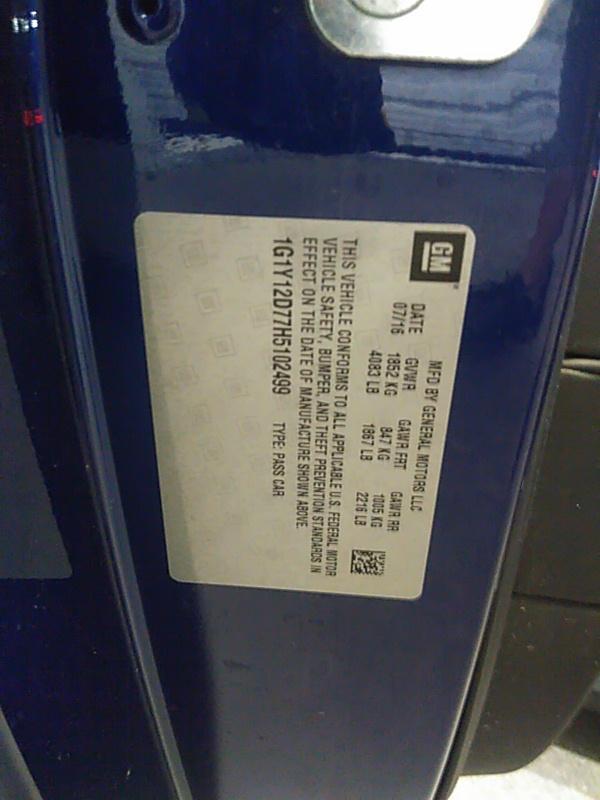 GM
MFD BY GENERAL MOTORS LLC
DATE GVWR GAWR FRT GAWR RR
07/16 1852 KG 847 KG 1005 KG
4083 LB 1867 LB 2216 LB
THIS VEHICLE CONFORMS TO ALL APPLICABLE U.S. FEDERAL MOTOR
VEHICLE SAFETY, BUMPER, AND THEFT PREVENTION STANDARDS IN
EFFECT ON THE DATE OF MANUFACTURE SHOWN ABOVE.
1G1Y12D77H5102499 TYPE: PASS CAR